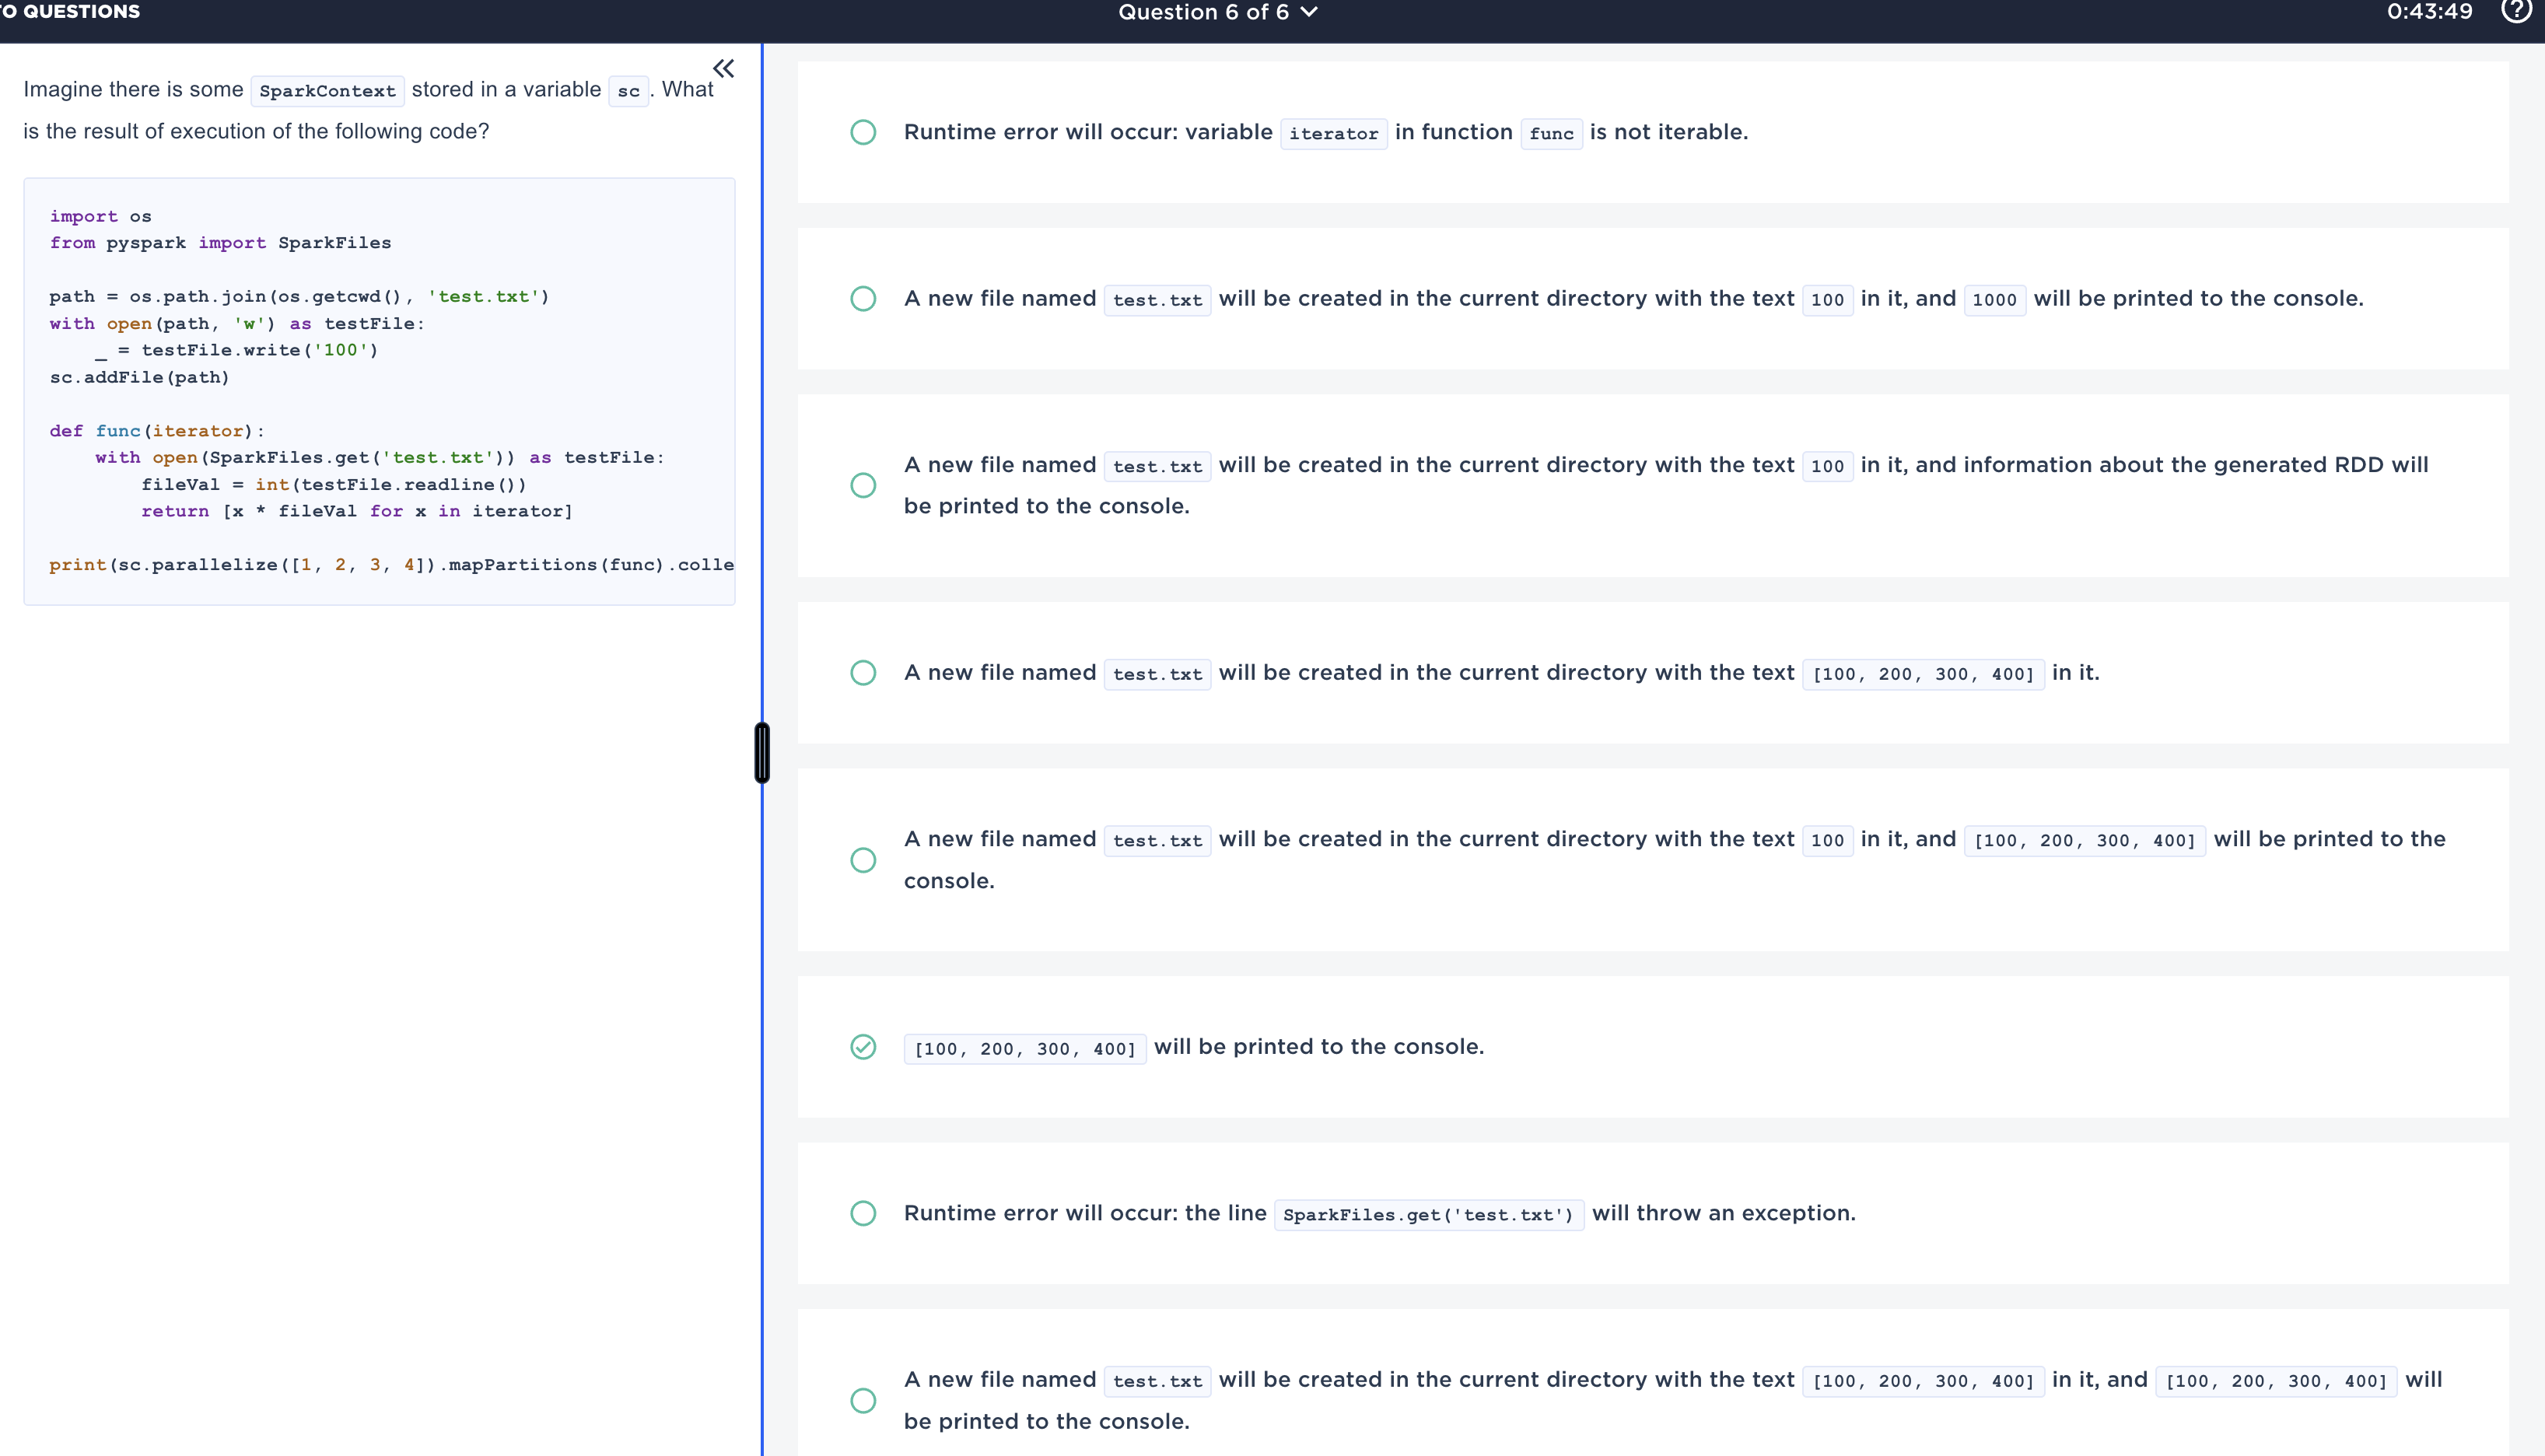 TO QUESTIONS
Question 6 of 6
0:43:49
?
Imagine there is some SparkContext stored in a variable sc. What
is the result of execution of the following code?
import os
from pyspark import SparkFiles
path = os.path.join(os.getcwd(), 'test.txt')
with open(path, 'w') as testFile:
    _ = testFile.write('100')
sc.addFile(path)
def func(iterator):
    with open(SparkFiles.get('test.txt')) as testFile:
        fileVal = int(testFile.readline())
        return [x * fileVal for x in iterator]
print(sc.parallelize([1, 2, 3, 4]).mapPartitions(func).colle
Runtime error will occur: variable iterator in function func is not iterable.
A new file named test.txt will be created in the current directory with the text 100 in it, and 1000 will be printed to the console.
A new file named test.txt will be created in the current directory with the text 100 in it, and information about the generated RDD will
be printed to the console.
A new file named test.txt will be created in the current directory with the text [100, 200, 300, 400] in it.
A new file named test.txt will be created in the current directory with the text 100 in it, and [100, 200, 300, 400] will be printed to the
console.
[100, 200, 300, 400] will be printed to the console.
Runtime error will occur: the line SparkFiles.get('test.txt') will throw an exception.
A new file named test.txt will be created in the current directory with the text [100, 200, 300, 400] in it, and [100, 200, 300, 400] will
be printed to the console.